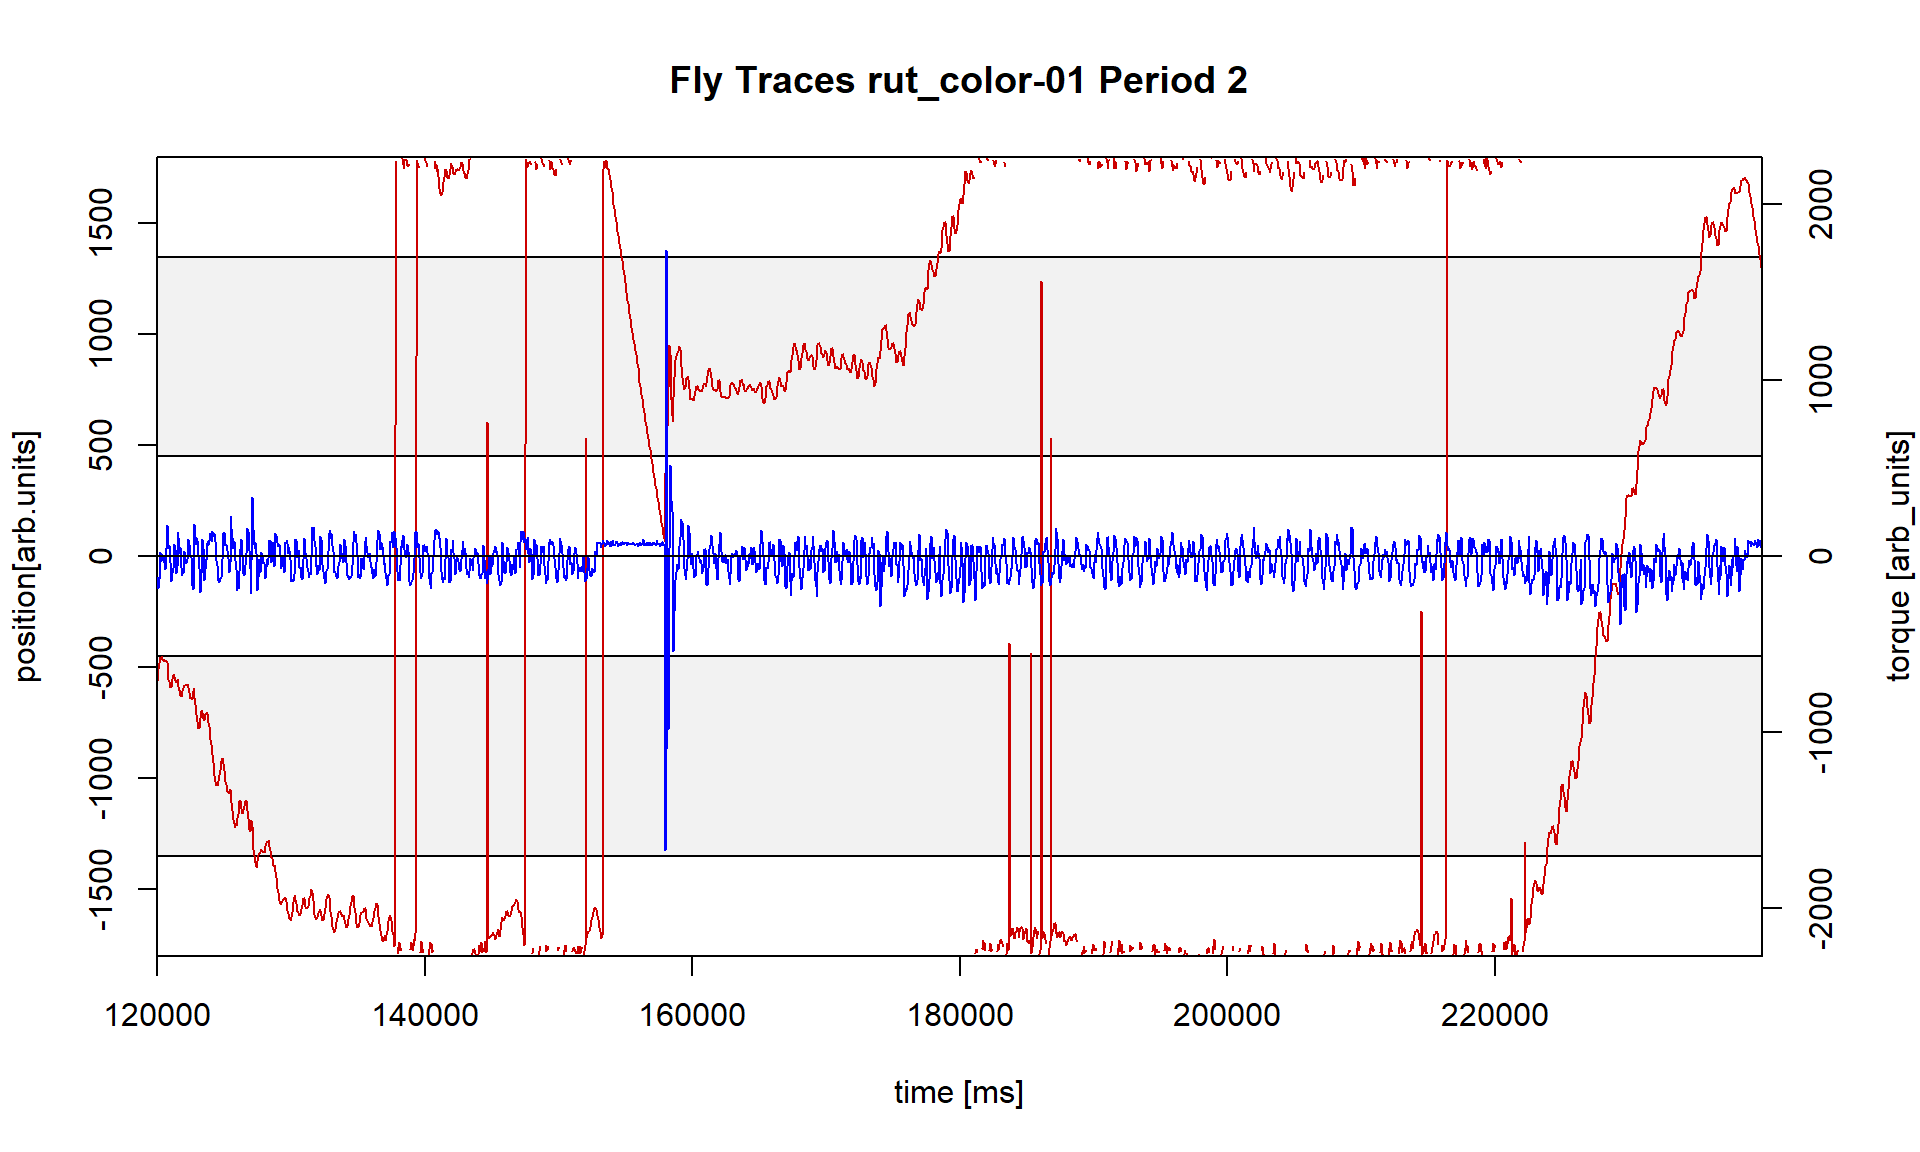 Fly Traces rut_color-01 Period 2
position[arb.units]
1500
1000
500
0
-500
-1000
-1500
2000
1000
0
-1000
-2000
torque [arb_units]
120000 140000 160000 180000 200000 220000
time [ms]